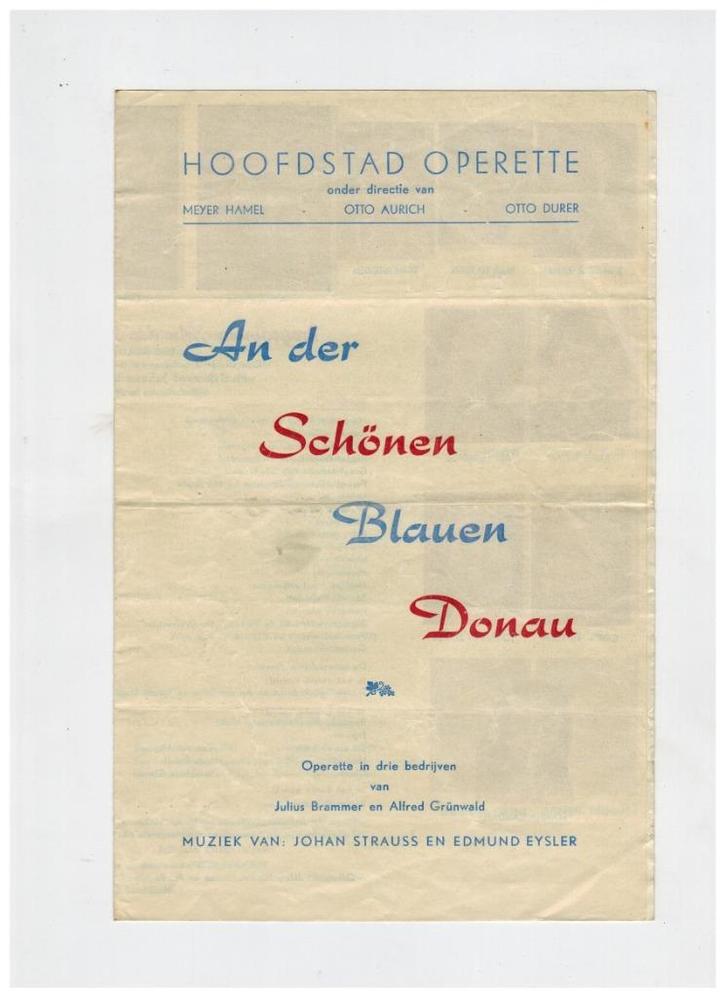 HOOFDSTAD OPERETTE
onder directie van
MEYER HAMEL - OTTO AURICH - OTTO DURER
An der
Schönen
Blauen
Donau
Operette in drie bedrijven
van
Julius Brammer en Alfred Grünwald
MUZIEK VAN: JOHAN STRAUSS EN EDMUND EYSLER